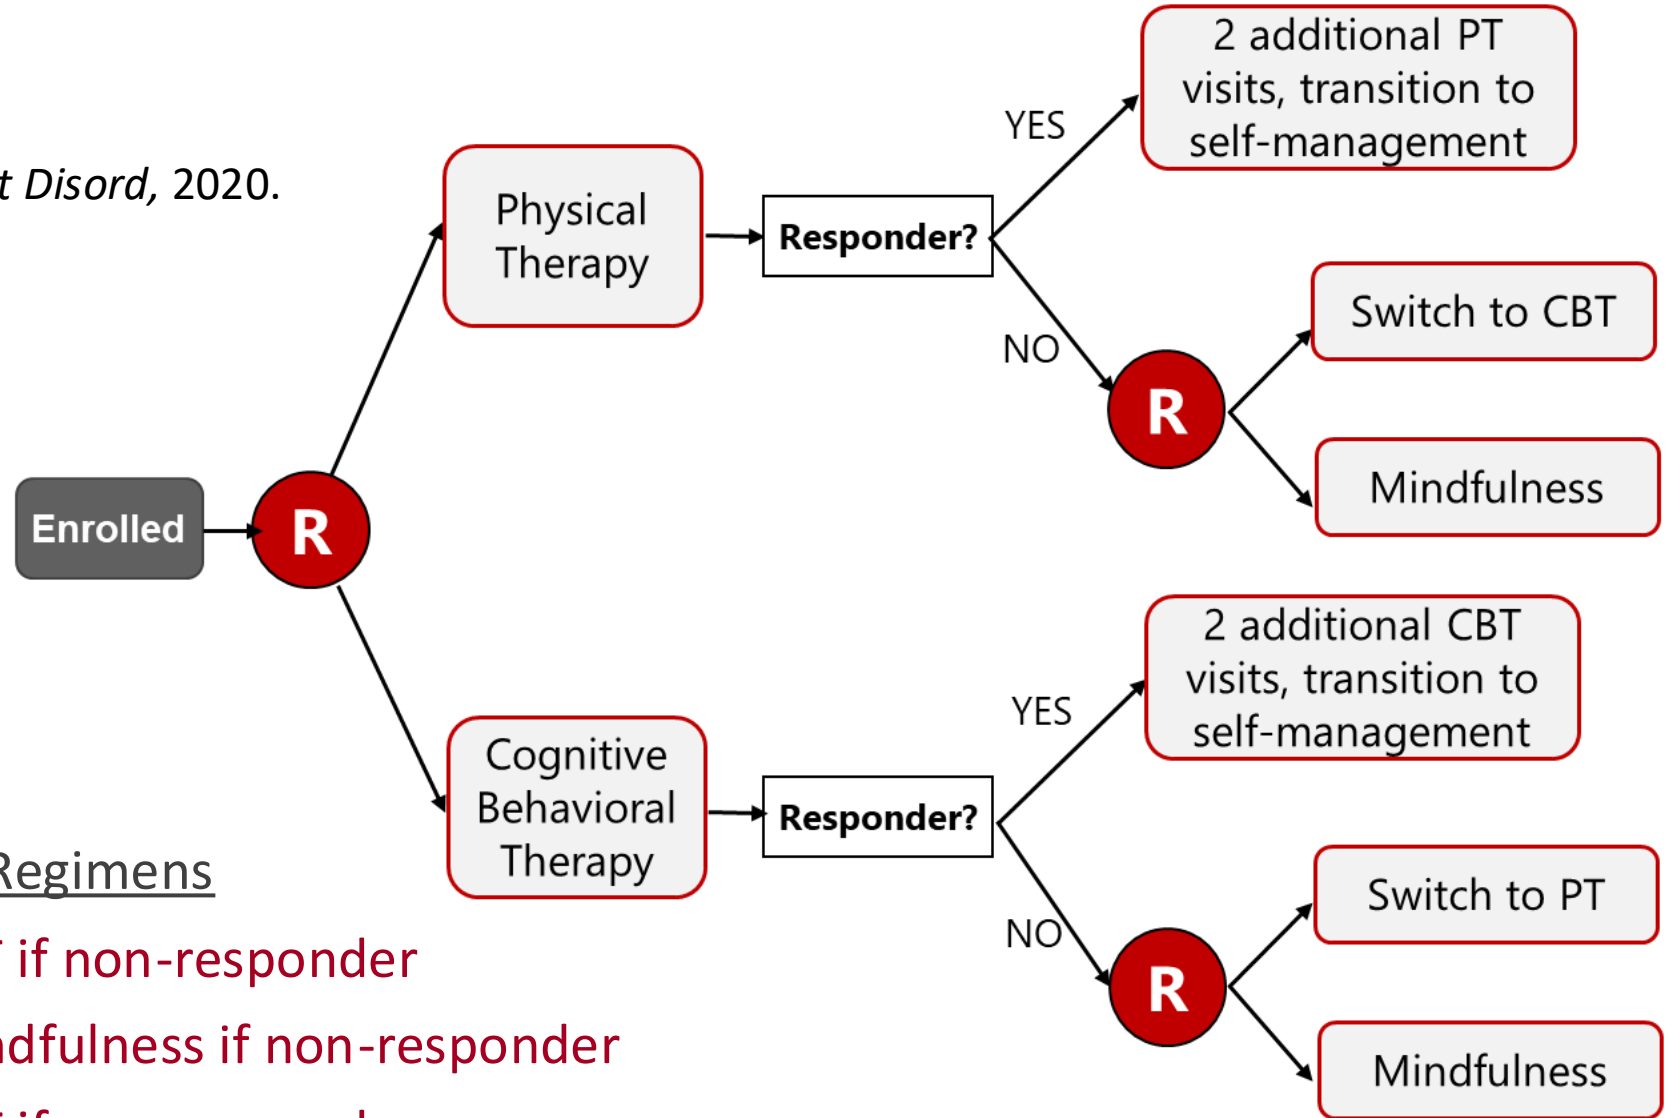 t Disord, 2020.
2 additional PT
visits, transition to
self-management
YES
Physical
Therapy
Responder?
NO
Switch to CBT
R
Mindfulness
Enrolled
R
2 additional CBT
visits, transition to
self-management
YES
Cognitive
Behavioral
Therapy
Responder?
NO
Switch to PT
R
Mindfulness
Regimens
if non-responder
ndfulness if non-responder